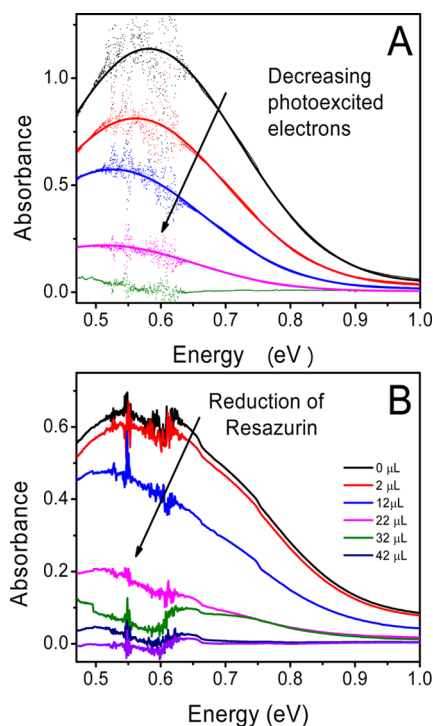 A
Decreasing
photoexcited
electrons
Absorbance
1.0
0.5
0.0
0.5 0.6 0.7 0.8 0.9 1.0
Energy (eV)
B
Reduction of
Resazurin
0 μL
2 μL
12μL
22 μL
32 μL
42 μL
Absorbance
0.6
0.4
0.2
0.0
0.5 0.6 0.7 0.8 0.9 1.0
Energy (eV)